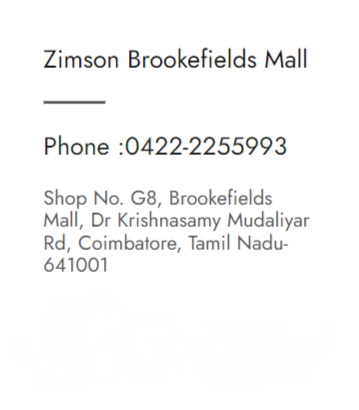 Zimson Brookefields Mall
Phone :0422-2255993
Shop No. G8, Brookefields
Mall, Dr Krishnasamy Mudaliyar
Rd, Coimbatore, Tamil Nadu-
641001